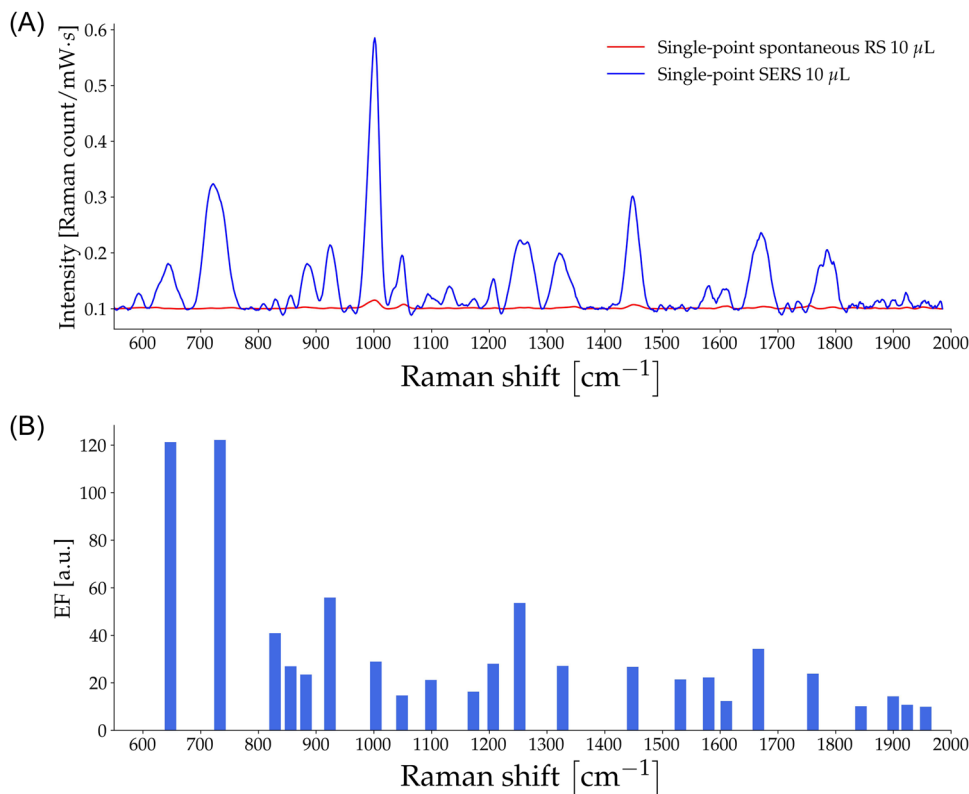 (A)
Intensity [Raman count/mW·s]
0.6
0.5
0.4
0.3
0.2
0.1
Single-point spontaneous RS 10 μL
Single-point SERS 10 μL
600 700 800 900 1000 1100 1200 1300 1400 1500 1600 1700 1800 1900 2000
Raman shift [cm⁻¹]
(B)
EF [a.u.]
120
100
80
60
40
20
0
600 700 800 900 1000 1100 1200 1300 1400 1500 1600 1700 1800 1900 2000
Raman shift [cm⁻¹]